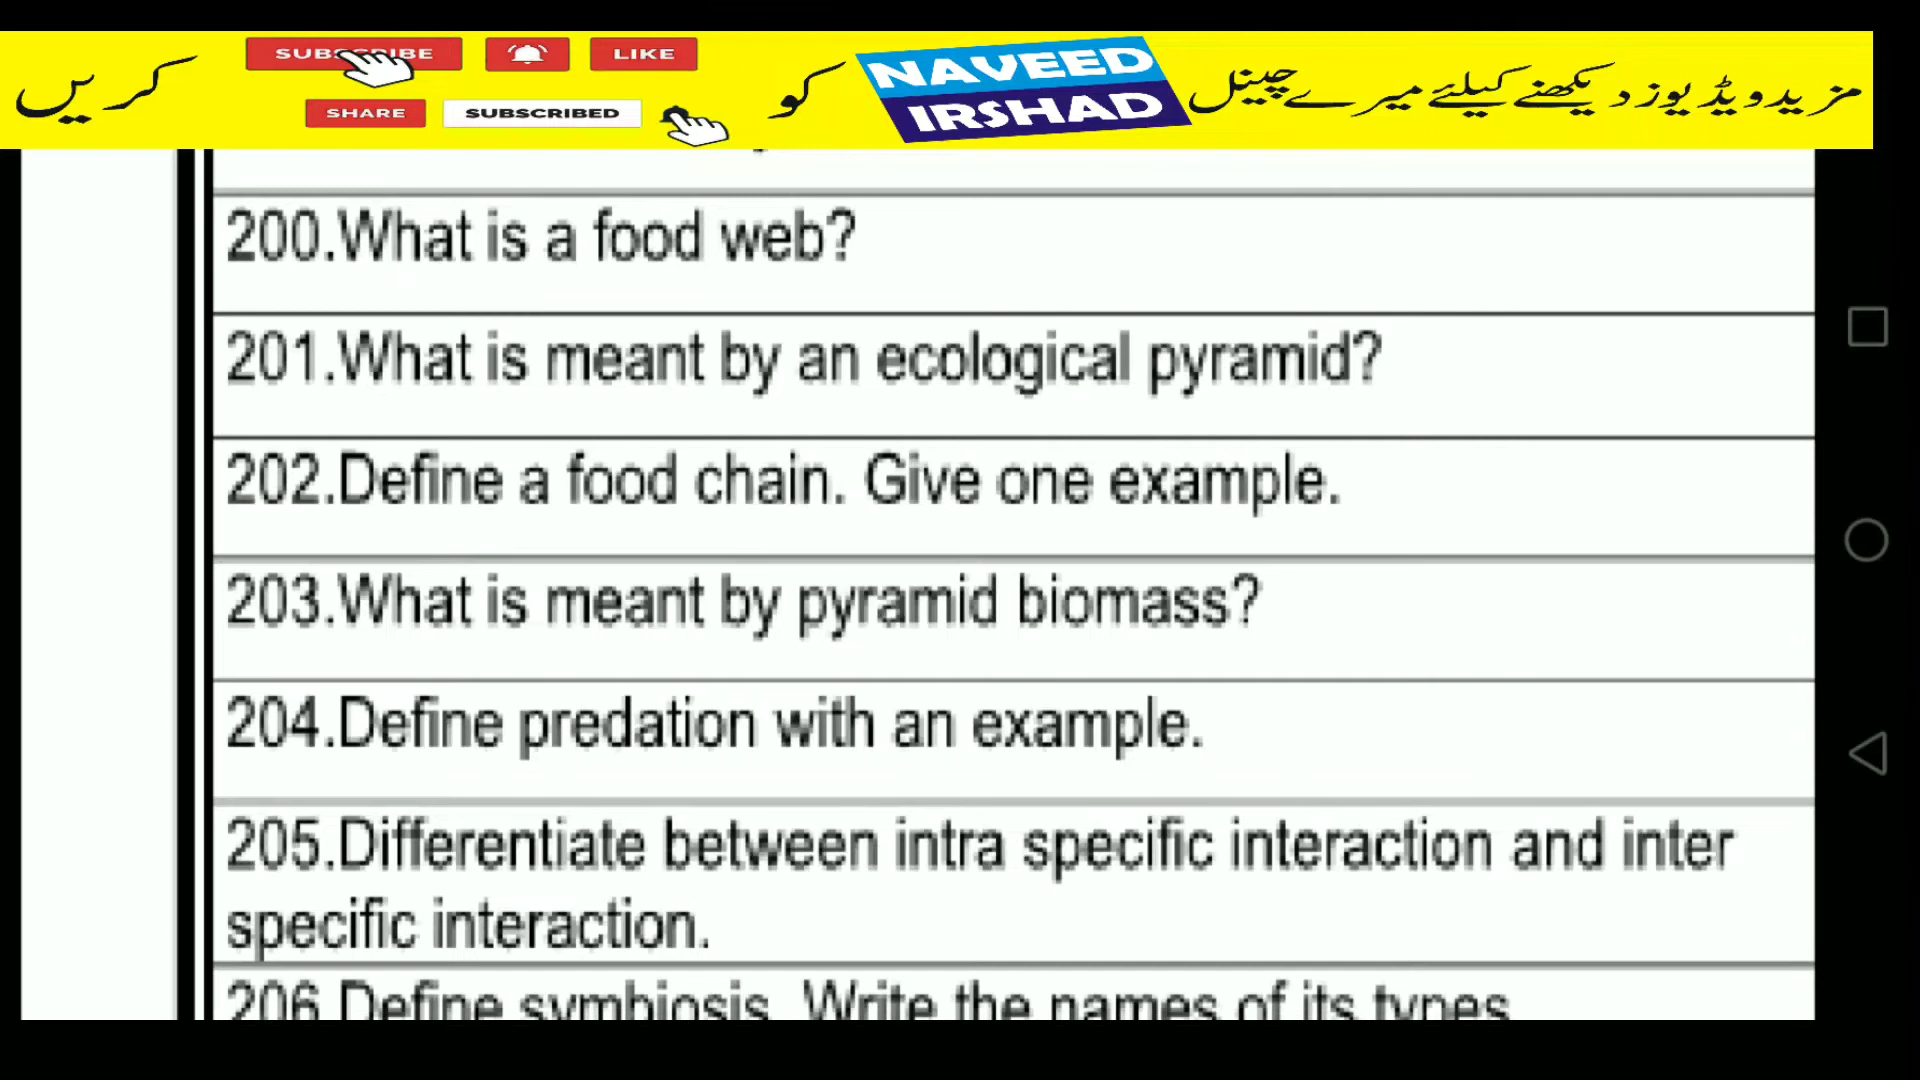 SUBSCRIBE
LIKE
SHARE
SUBSCRIBED
مزید ویڈیوز دیکھنے کیلئے میرے چینل
NAVEED
IRSHAD
کو
کریں
200.What is a food web?
201.What is meant by an ecological pyramid?
202.Define a food chain. Give one example.
203.What is meant by pyramid biomass?
204.Define predation with an example.
205.Differentiate between intra specific interaction and inter
specific interaction.
206.Define symbiosis. Write the names of its types